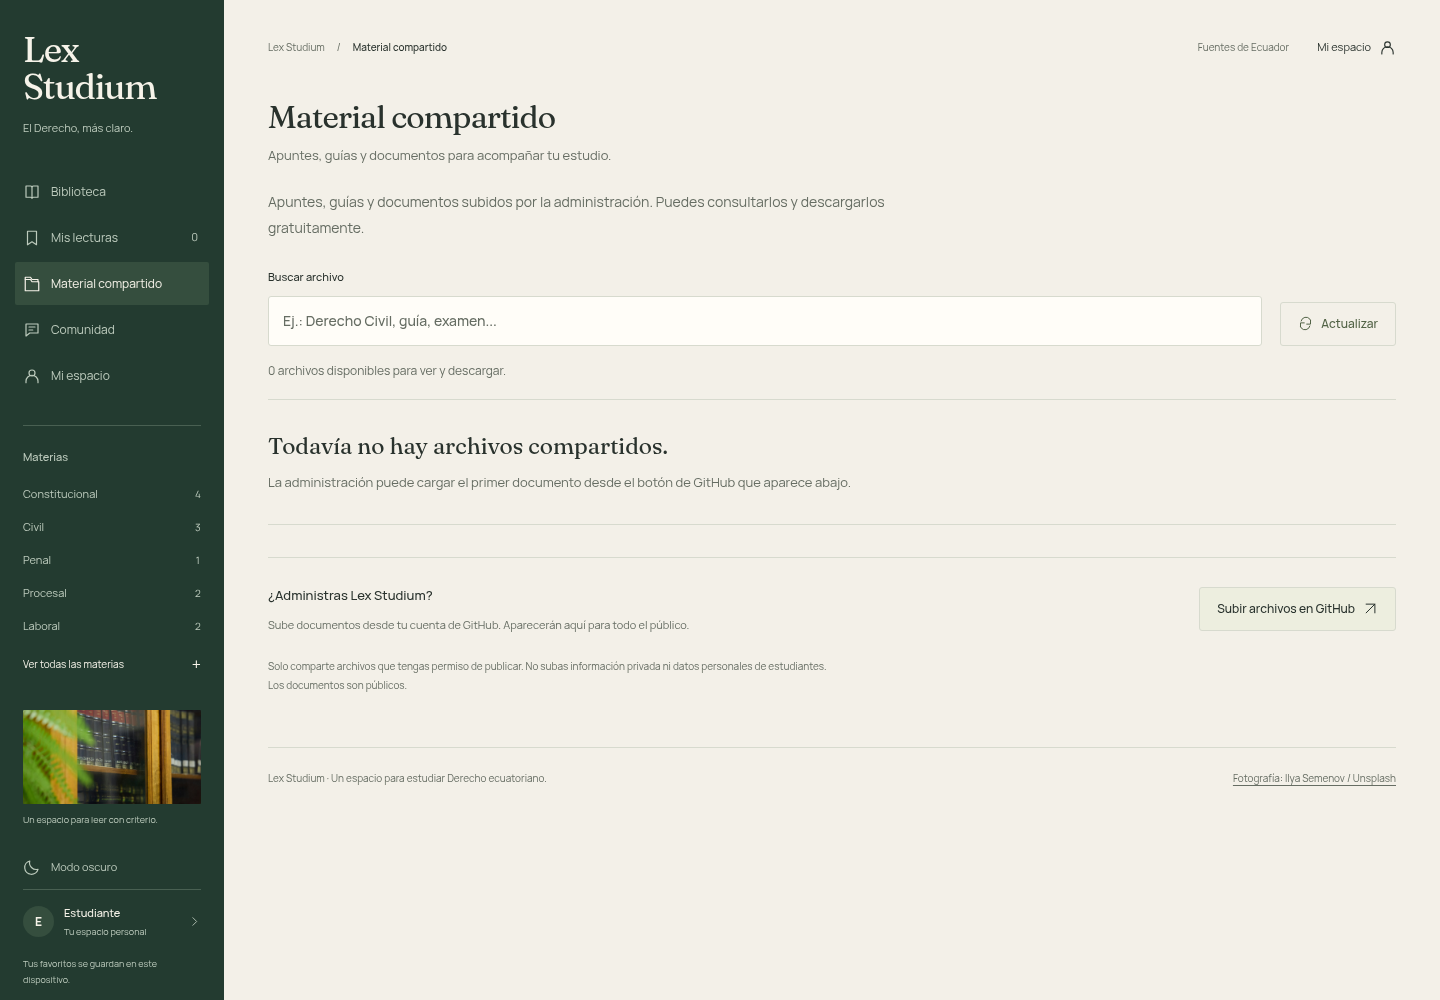 Lex
Studium
El Derecho, más claro.
Biblioteca
Mis lecturas 0
Material compartido
Comunidad
Mi espacio
Materias
Constitucional 4
Civil 3
Penal 1
Procesal 2
Laboral 2
Ver todas las materias +
Un espacio para leer con criterio.
Modo oscuro
E
Estudiante
Tu espacio personal
Tus favoritos se guardan en este
dispositivo.
Lex Studium / Material compartido
Fuentes de Ecuador
Mi espacio
Material compartido
Apuntes, guías y documentos para acompañar tu estudio.
Apuntes, guías y documentos subidos por la administración. Puedes consultarlos y descargarlos
gratuitamente.
Buscar archivo
Ej.: Derecho Civil, guía, examen...
Actualizar
0 archivos disponibles para ver y descargar.
Todavía no hay archivos compartidos.
La administración puede cargar el primer documento desde el botón de GitHub que aparece abajo.
¿Administras Lex Studium?
Sube documentos desde tu cuenta de GitHub. Aparecerán aquí para todo el público.
Subir archivos en GitHub
Solo comparte archivos que tengas permiso de publicar. No subas información privada ni datos personales de estudiantes.
Los documentos son públicos.
Lex Studium · Un espacio para estudiar Derecho ecuatoriano.
Fotografía: Ilya Semenov / Unsplash